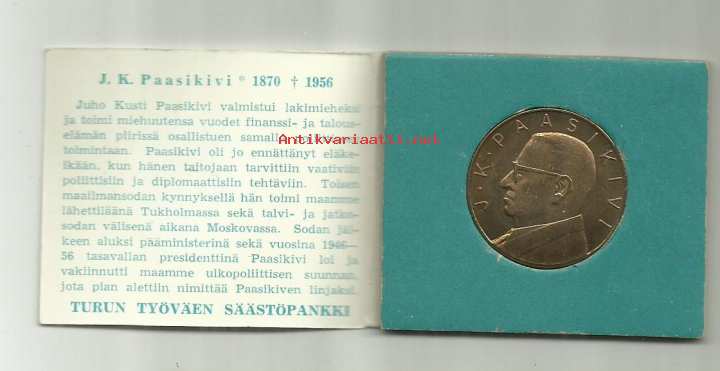 J. K. Paasikivi * 1870 † 1956
Juho Kusti Paasikivi valmistui lakimieheksi
ja toimi miehuutensa vuodet finanssi- ja talous-
elämän piirissä osallistuen samalla
toimintaan. Paasikivi oli jo ennättänyt eläke-
ikään, kun hänen taitojaan tarvittiin vaativiin
poliittisiin ja diplomaattisiin tehtäviin. Toisen
maailmansodan kynnyksellä hän toimi maamme
lähettiläänä Tukholmassa sekä talvi- ja jatko-
sodan välisenä aikana Moskovassa. Sodan jäl-
keen aluksi pääministerinä sekä vuosina 1946—
56 tasavallan presidenttinä Paasikivi loi ja
vakiinnutti maamme ulkopoliittisen suunnan,
jota pian alettiin nimittää Paasikiven linjaksi.
TURUN TYÖVÄEN SÄÄSTÖPANKKI
Antikvariaatti.net
J. K. PAASIKIVI